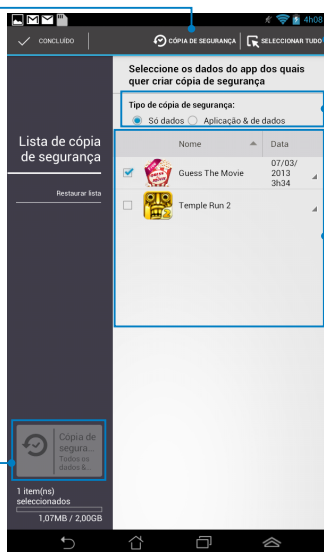 4h08
CONCLUÍDO
CÓPIA DE SEGURANÇA
SELECCIONAR TUDO
Lista de cópia
de segurança
Restaurar lista
Seleccione os dados do app dos quais
quer criar cópia de segurança
Tipo de cópia de segurança:
Só dados
Aplicação & de
dados
Nome
Data
Guess The Movie
07/03/
2013
3h34
Temple Run 2
Cópia de
segura...
Todos os
dados &...
1 item(ns)
seleccionados
1,07MB / 2,00GB